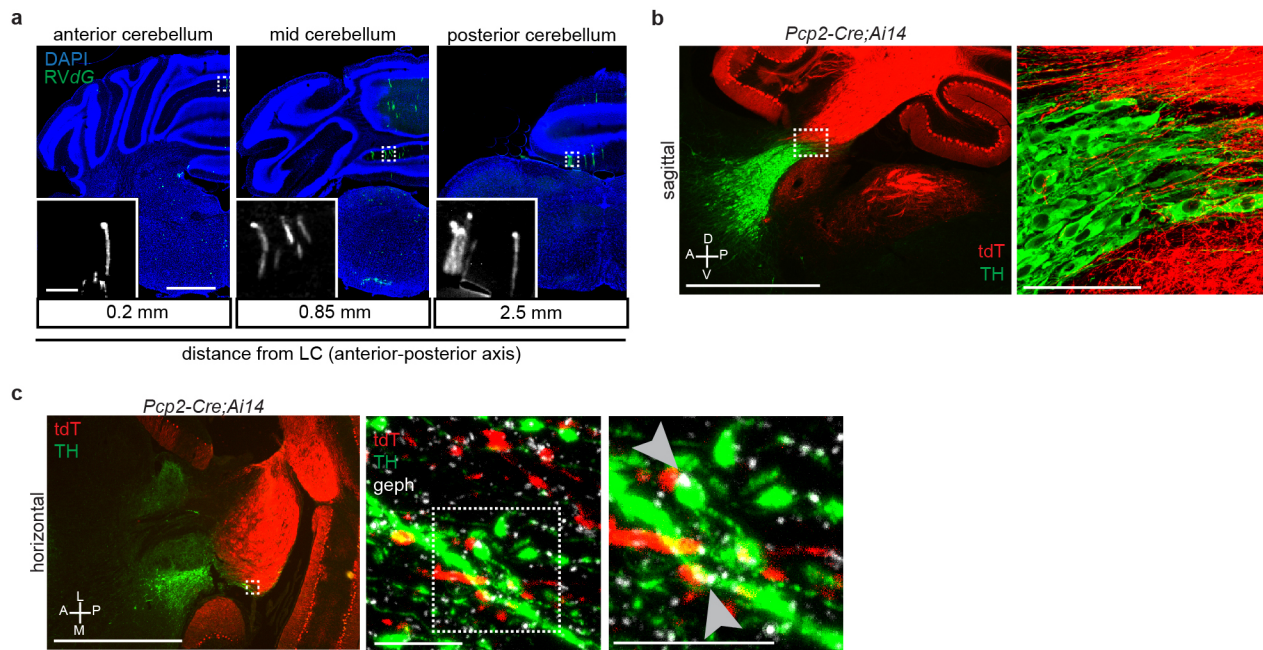 a
anterior cerebellum
mid cerebellum
posterior cerebellum
DAPI
RVdG
0.2 mm
0.85 mm
2.5 mm
distance from LC (anterior-posterior axis)
b
Pcp2-Cre;Ai14
sagittal
D
A P
V
tdT
TH
c
Pcp2-Cre;Ai14
horizontal
tdT
TH
L
A P
M
tdT
TH
geph